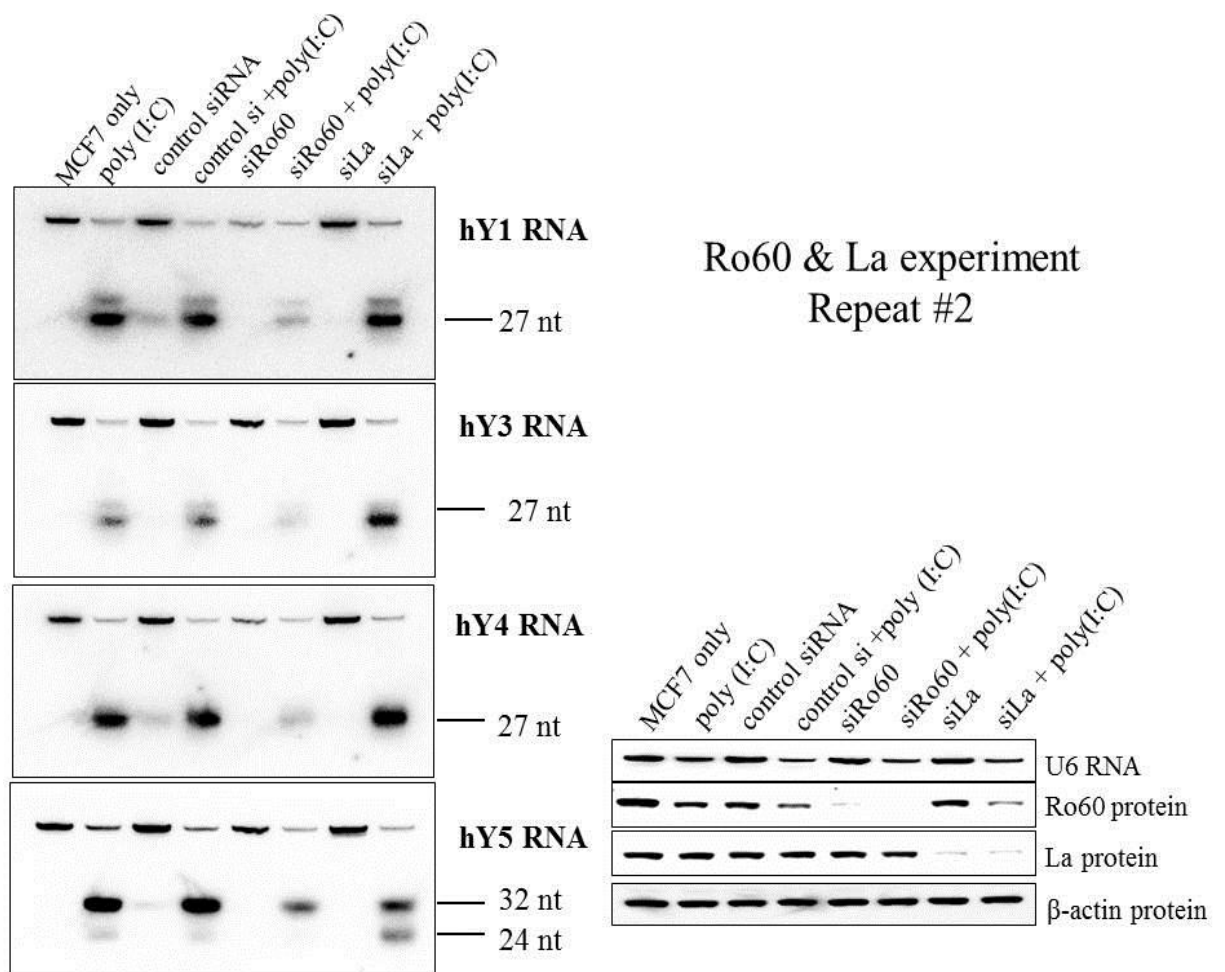 MCF7 only
poly (I:C)
control siRNA
control si +poly(I:C)
siRo60
siRo60 + poly(I:C)
siLa
siLa + poly(I:C)
hY1 RNA
27 nt
hY3 RNA
27 nt
hY4 RNA
27 nt
hY5 RNA
32 nt
24 nt
Ro60 & La experiment
Repeat #2
MCF7 only
poly (I:C)
control siRNA
control si +poly (I:C)
siRo60
siRo60 + poly(I:C)
siLa
siLa + poly(I:C)
U6 RNA
Ro60 protein
La protein
β-actin protein